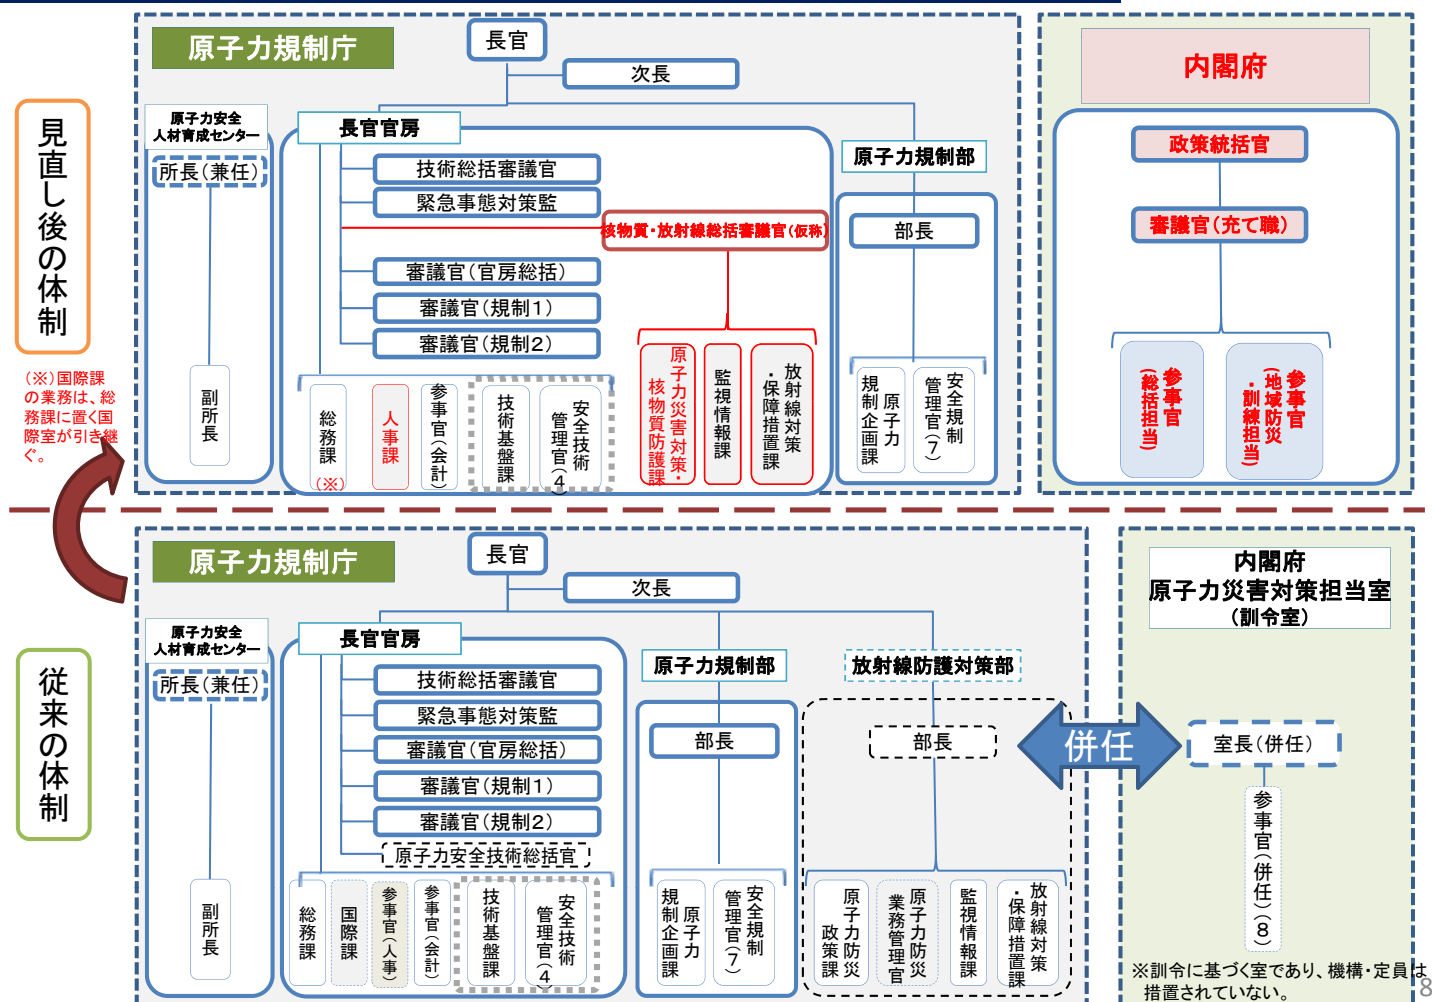 見直し後の体制
(※)国際課
の業務は、総
務課に置く国
際室が引き継
ぐ。
原子力規制庁
長官
次長
原子力安全
人材育成センター
所長(兼任)
副所長
長官官房
技術総括審議官
緊急事態対策監
核物質・放射線総括審議官(仮称)
審議官(官房総括)
審議官(規制1)
審議官(規制2)
総務課
(※)
人事課
参事官(会計)
技術基盤課
安全技術
管理官(4)
原子力災害対策・
核物質防護課
監視情報課
放射線対策
・保障措置課
原子力規制部
部長
原子力
規制企画課
安全規制
管理官(7)
内閣府
政策統括官
審議官(充て職)
参事官
(総括担当)
参事官
(地域防災
・訓練担当)
従来の体制
原子力規制庁
長官
次長
原子力安全
人材育成センター
所長(兼任)
副所長
長官官房
技術総括審議官
緊急事態対策監
審議官(官房総括)
審議官(規制1)
審議官(規制2)
原子力安全技術総括官
総務課
国際課
参事官(人事)
参事官(会計)
技術基盤課
安全技術
管理官(4)
原子力規制部
部長
原子力
規制企画課
安全規制
管理官(7)
放射線防護対策部
部長
原子力防災
政策課
原子力防災
業務管理官
監視情報課
放射線対策
・保障措置課
併任
内閣府
原子力災害対策担当室
(訓令室)
室長(併任)
参事官(併任)(8)
※訓令に基づく室であり、機構・定員は
措置されていない。
8